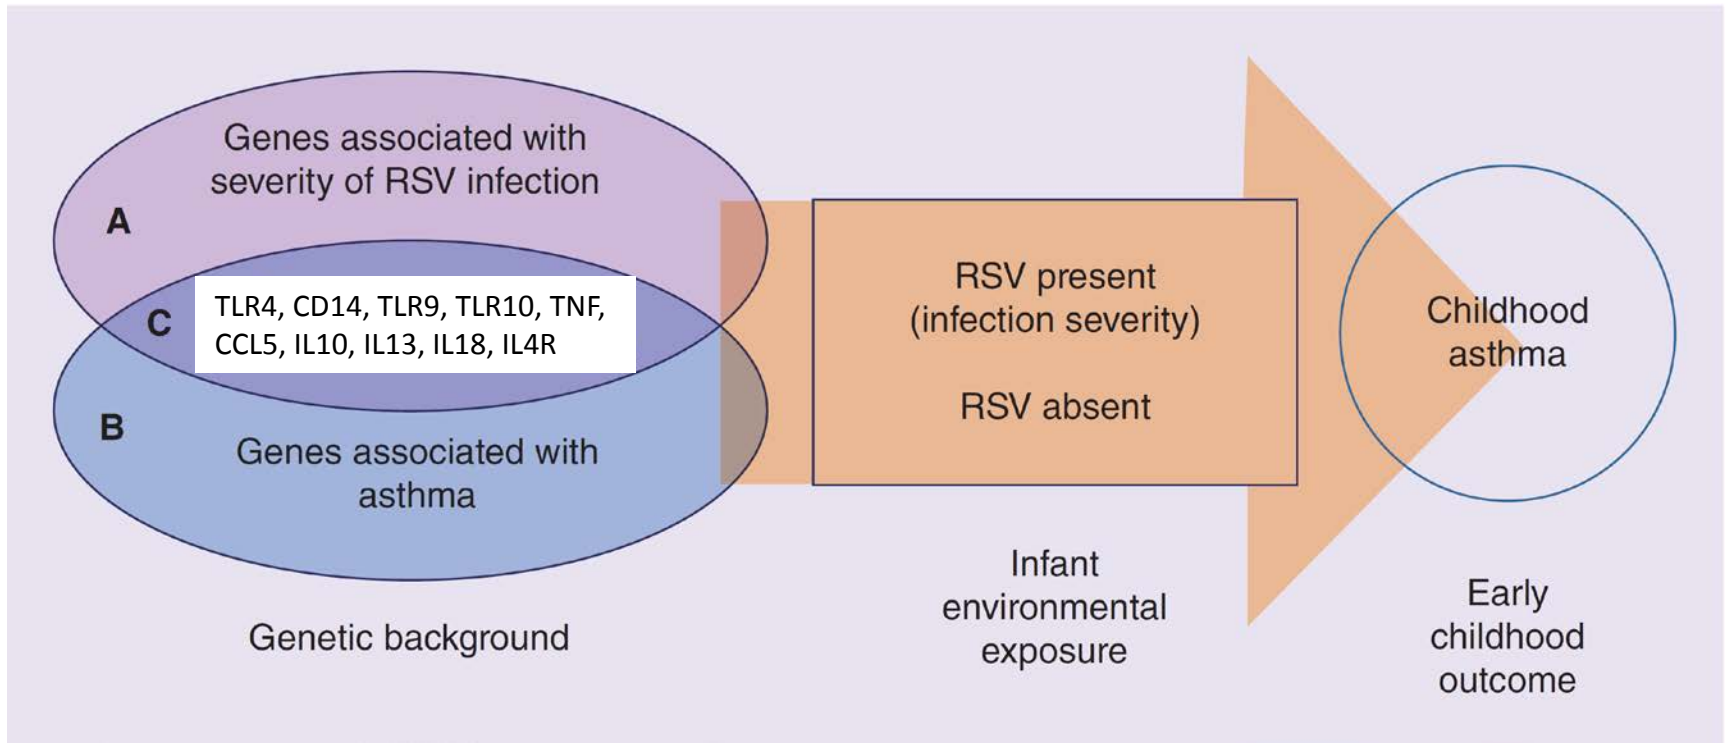 Genes associated with
severity of RSV infection
A
C
TLR4, CD14, TLR9, TLR10, TNF,
CCL5, IL10, IL13, IL18, IL4R
B
Genes associated with
asthma
Genetic background
RSV present
(infection severity)
RSV absent
Infant
environmental
exposure
Childhood
asthma
Early
childhood
outcome